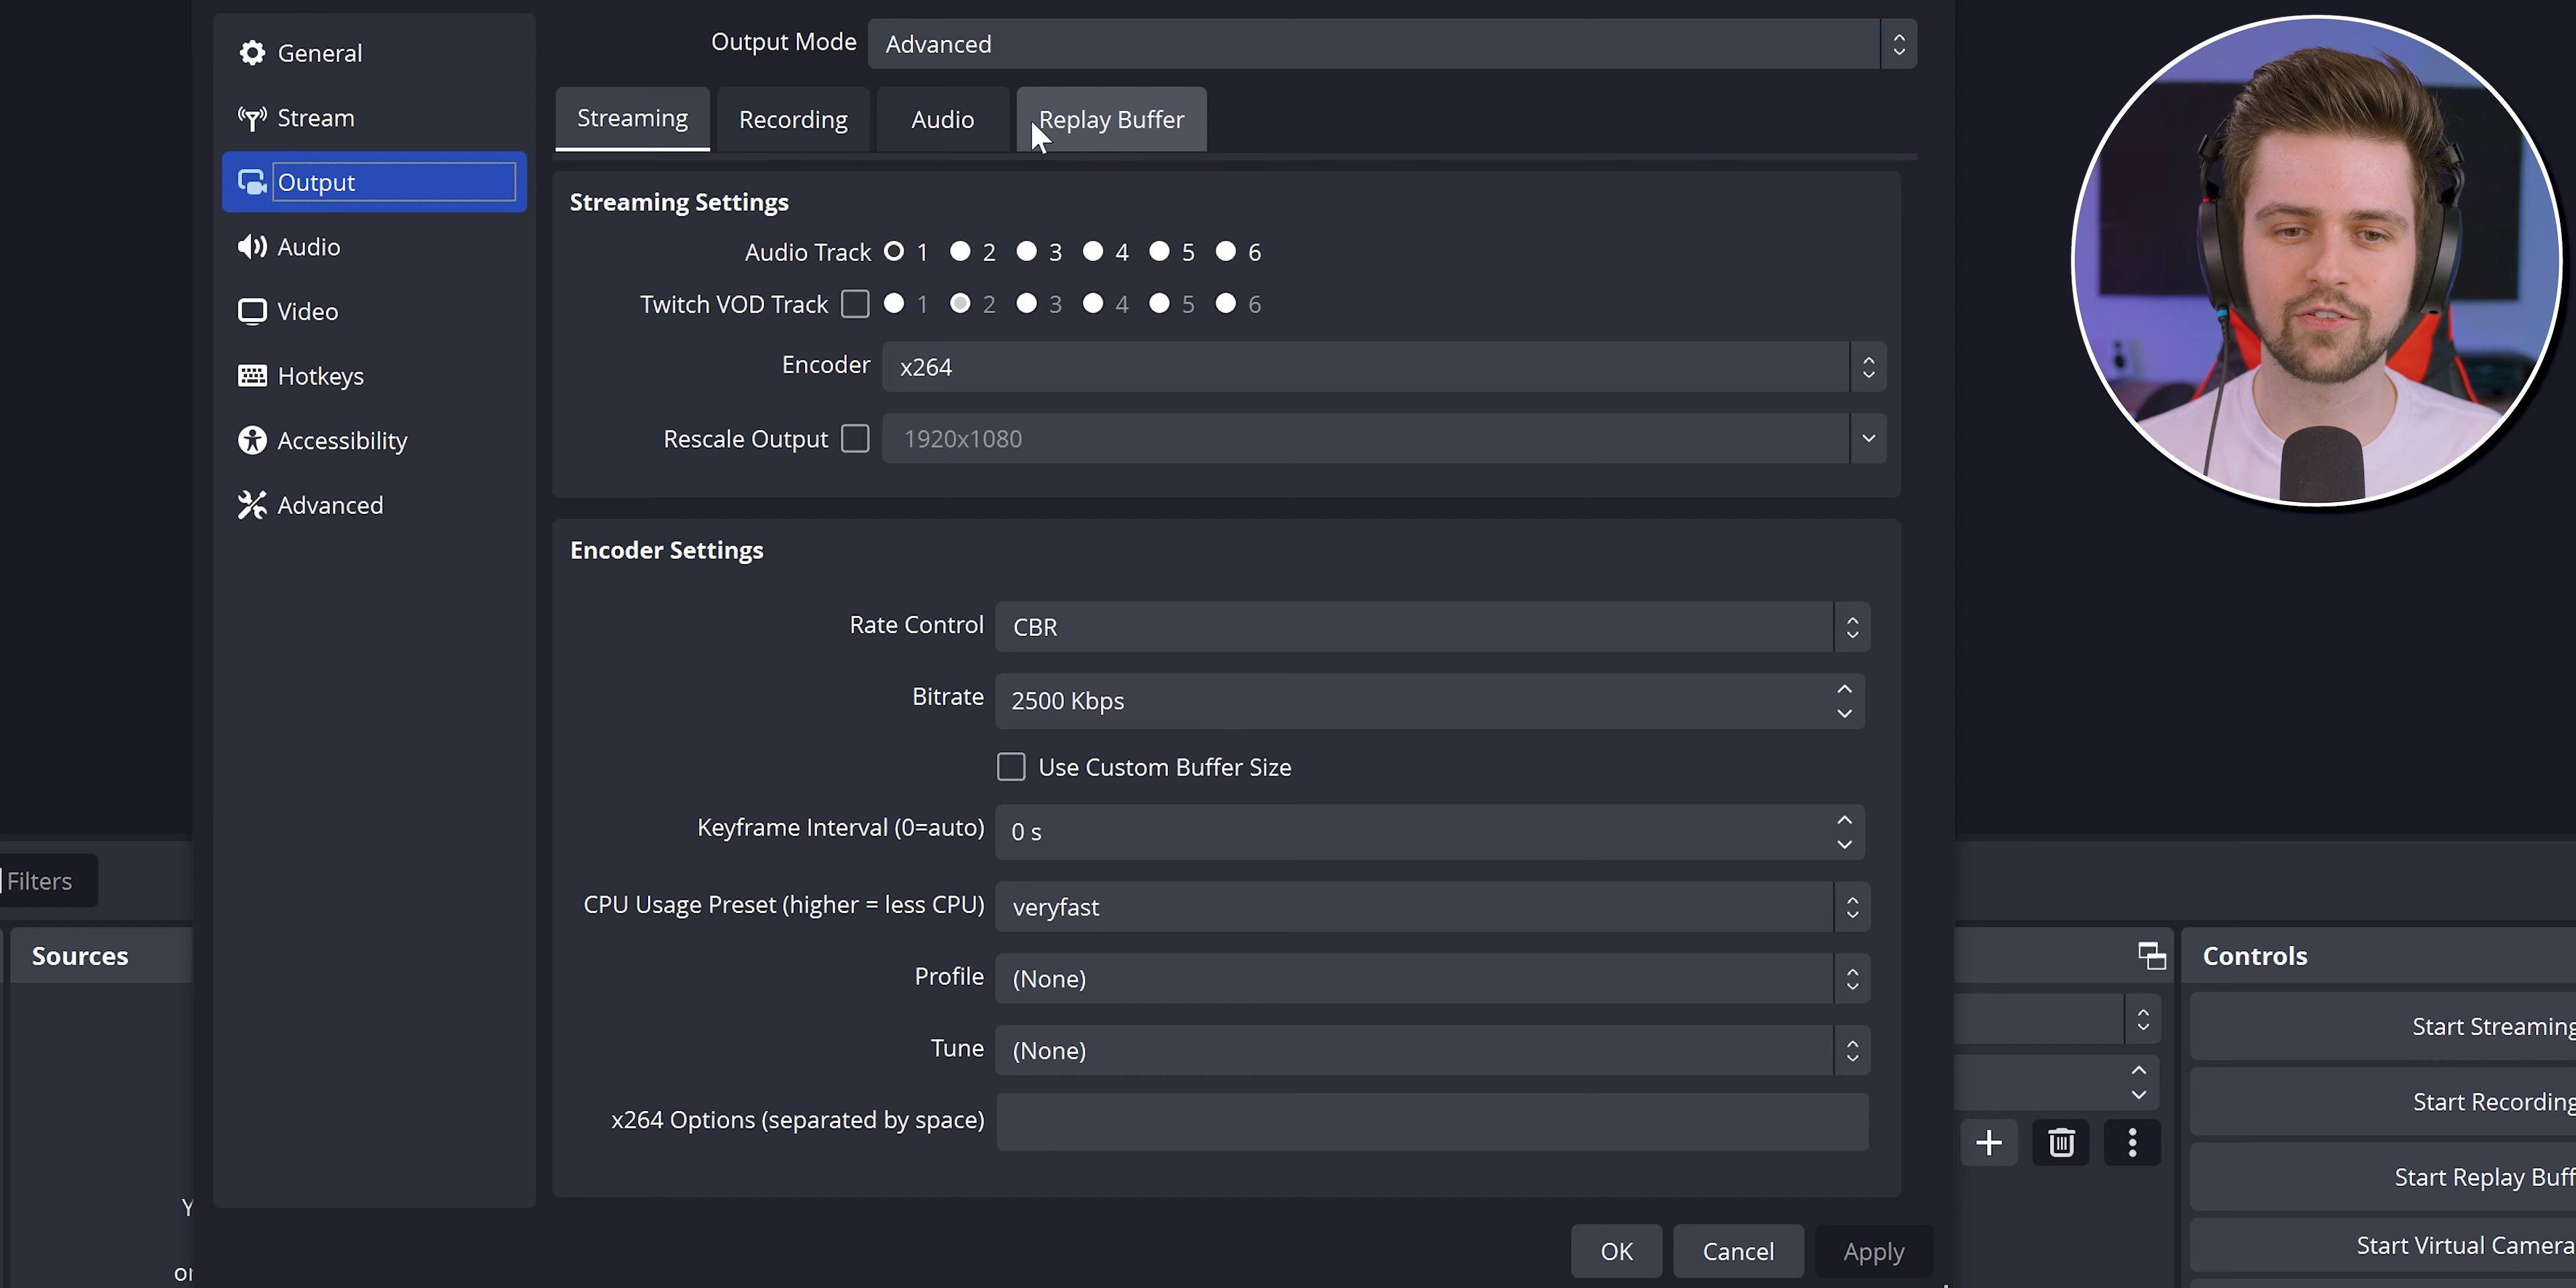 General
Stream
Output
Audio
Video
Hotkeys
Accessibility
Advanced
Output Mode Advanced
Streaming Recording Audio Replay Buffer
Streaming Settings
Audio Track 1 2 3 4 5 6
Twitch VOD Track 1 2 3 4 5 6
Encoder x264
Rescale Output 1920x1080
Encoder Settings
Rate Control CBR
Bitrate 2500 Kbps
Use Custom Buffer Size
Keyframe Interval (0=auto) 0 s
CPU Usage Preset (higher = less CPU) veryfast
Profile (None)
Tune (None)
x264 Options (separated by space)
OK Cancel Apply
Filters
Sources
Y
or
Controls
Start Streaming
Start Recording
Start Replay Buff
Start Virtual Camera